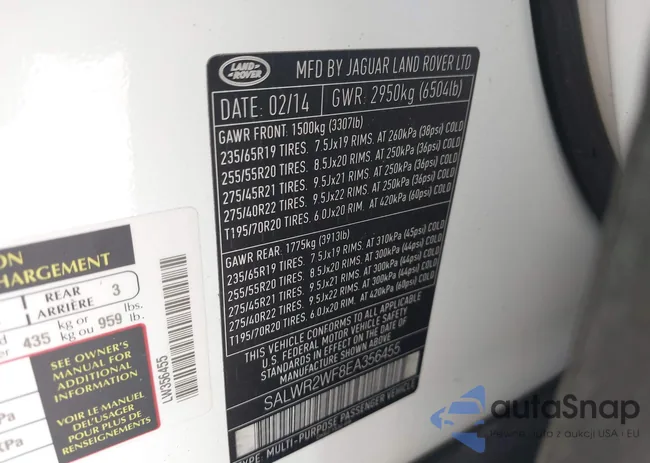 LAND-
ROVER
MFD BY JAGUAR LAND ROVER LTD
DATE: 02/14
GWR: 2950kg (6504lb)
GAWR FRONT: 1500kg (3307lb)
235/65R19 TIRES. 7.5Jx19 RIMS. AT 260kPa (38psi) COLD
255/55R20 TIRES. 8.5Jx20 RIMS. AT 250kPa (36psi) COLD
275/45R21 TIRES. 9.5Jx21 RIMS. AT 250kPa (36psi) COLD
275/40R22 TIRES. 9.5Jx22 RIMS. AT 250kPa (36psi) COLD
T195/70R20 TIRES. 6.0Jx20 RIM. AT 420kPa (60psi) COLD
GAWR REAR. 1775kg (3913lb)
235/65R19 TIRES. 7.5Jx19 RIMS. AT 310kPa (45psi) COLD
255/55R20 TIRES. 8.5Jx20 RIMS. AT 300kPa (44psi) COLD
275/45R21 TIRES. 9.5Jx21 RIMS. AT 300kPa (44psi) COLD
275/40R22 TIRES. 9.5Jx22 RIMS. AT 300kPa (44psi) COLD
T195/70R20 TIRES. 6.0Jx20 RIM. AT 420kPa (60psi) COLD
THIS VEHICLE CONFORMS TO ALL APPLICABLE
U.S. FEDERAL MOTOR VEHICLE SAFETY
STANDARDS IN EFFECT ON THE DATE OF
MANUFACTURE SHOWN ABOVE
SALWR2WF8EA356455
TYPE: MULTI-PURPOSE PASSENGER VEHICLE
ION
CHARGEMENT
REAR
ARRIÈRE 3
435 kg or
kg ou 959 lbs.
lb.
SEE OWNER'S
MANUAL FOR
ADDITIONAL
INFORMATION
VOIR LE MANUEL
DE L'USAGER
POUR PLUS DE
RENSEIGNEMENTS
LW356455
autaSnap
Pewne auto z aukcji USA i EU